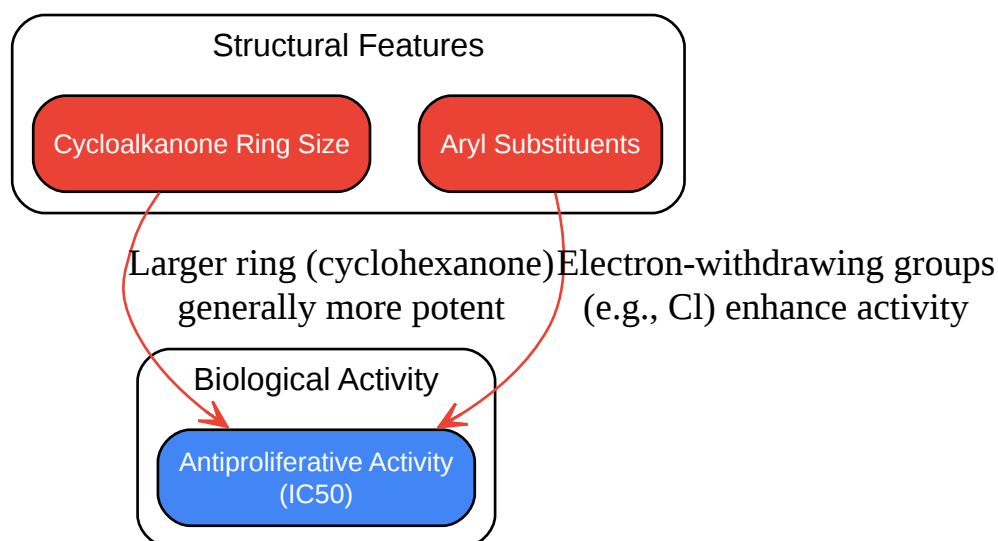 Structural Features
Cycloalkanone Ring Size
Aryl Substituents
Larger ring (cyclohexanone)
generally more potent
Electron-withdrawing groups
(e.g., Cl) enhance activity
Biological Activity
Antiproliferative Activity
(IC50)